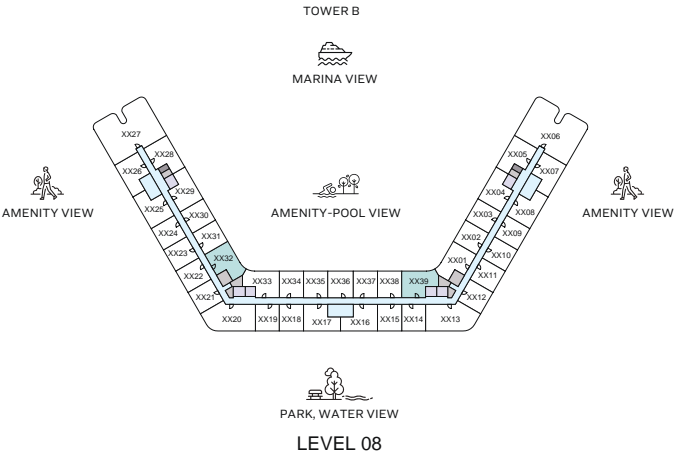 TOWER B
MARINA VIEW
XX27
XX06
XX28
XX05
XX26
XX07
AMENITY VIEW
XX29
AMENITY-POOL VIEW
XX04
AMENITY VIEW
XX25
XX30
XX03
XX08
XX24
XX31
XX02
XX09
XX23
XX32
XX01
XX10
XX22
XX33
XX34
XX35
XX36
XX37
XX38
XX39
XX11
XX21
XX12
XX20
XX19
XX18
XX17
XX16
XX15
XX14
XX13
PARK, WATER VIEW
LEVEL 08